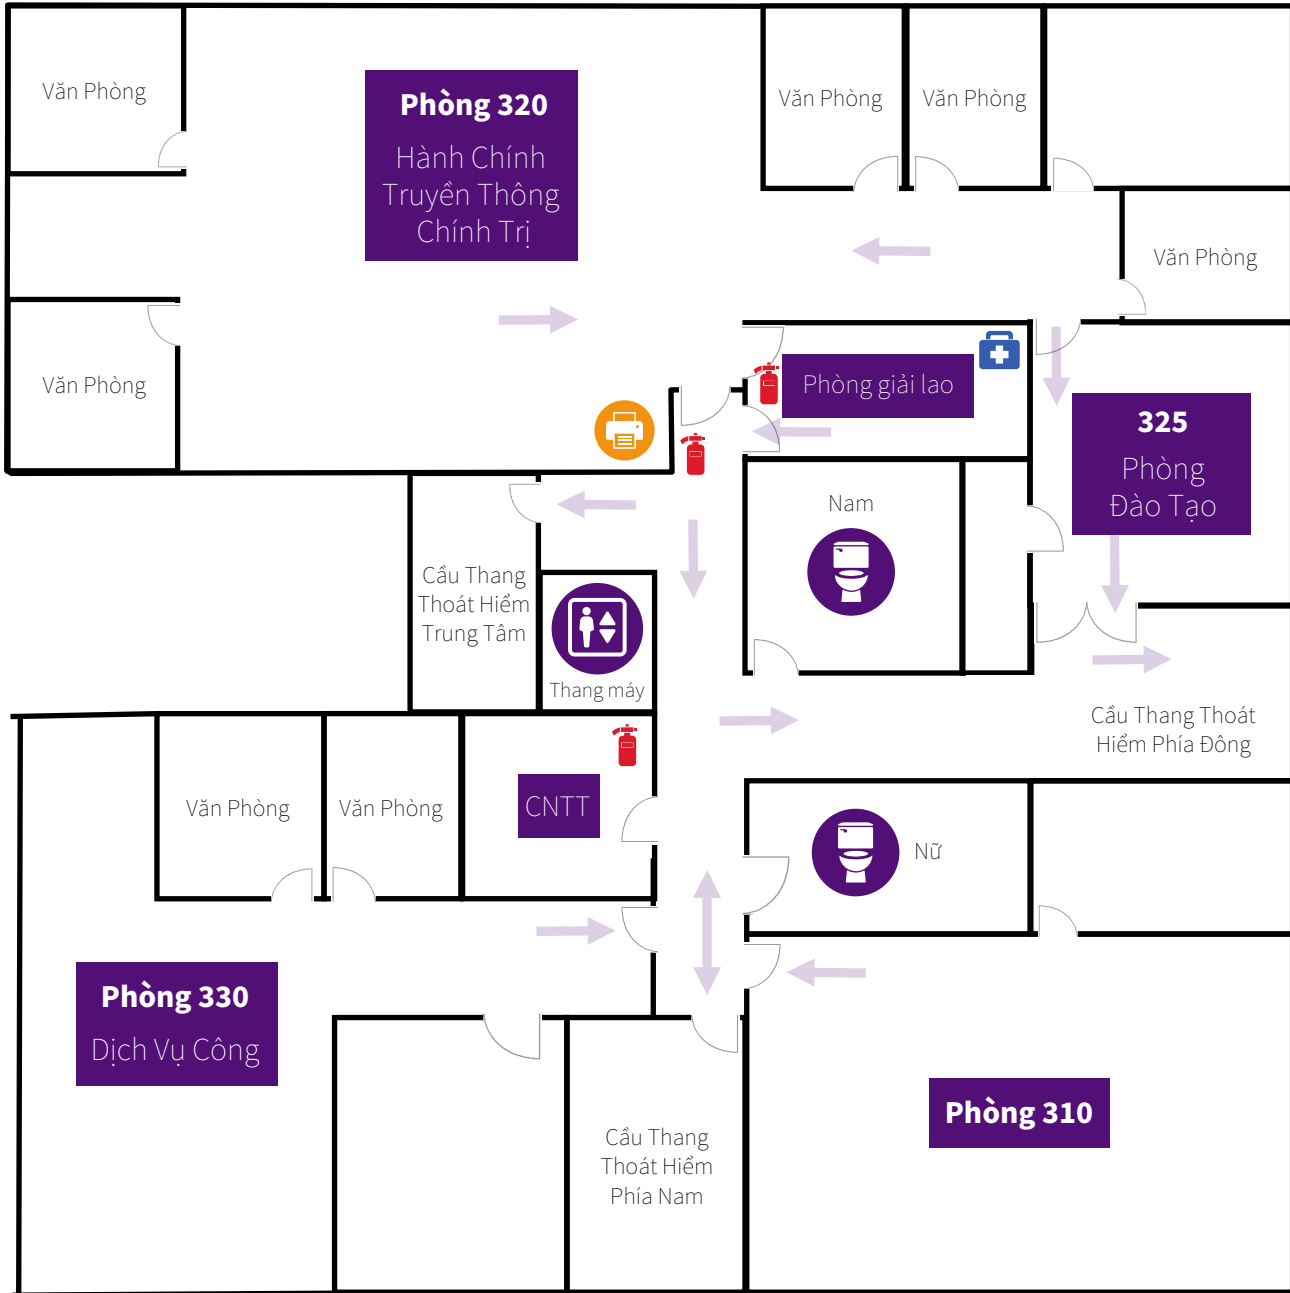 Văn Phòng
Phòng 320
Hành Chính
Truyền Thông
Chính Trị
Văn Phòng
Văn Phòng
Văn Phòng
Văn Phòng
Phòng giải lao
325
Phòng
Đào Tạo
Nam
Cầu Thang
Thoát Hiểm
Trung Tâm
Thang máy
Cầu Thang Thoát
Hiểm Phía Đông
Văn Phòng
Văn Phòng
CNTT
Nữ
Phòng 330
Dịch Vụ Công
Phòng 310
Cầu Thang
Thoát Hiểm
Phía Nam